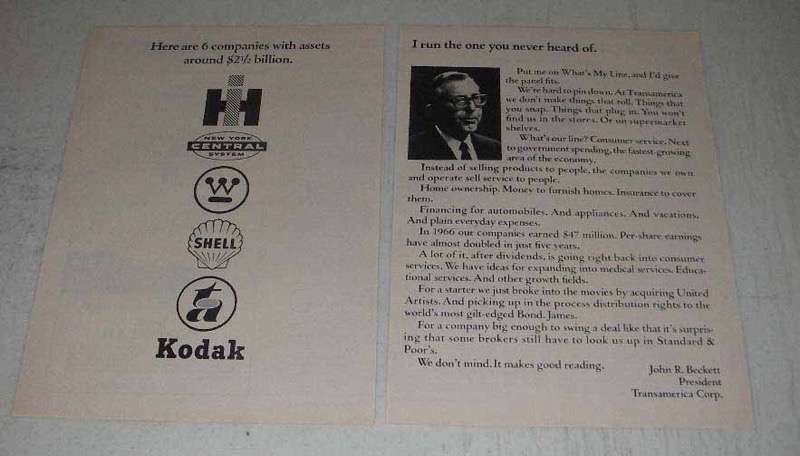 Here are 6 companies with assets
around $2½ billion.
IH
NEW YORK
CENTRAL
SYSTEM
W
SHELL
ta
Kodak
I run the one you never heard of.
Put me on What's My Line, and I'd give
the panel fits.
We're hard to pin down. At Transamerica
we don't make things that roll. Things that
you snap. Things that plug in. You won't
find us in the stores. Or on supermarket
shelves.
What's our line? Consumer service. Next
to government spending, the fastest-growing
area of the economy.
Instead of selling products to people, the companies we own
and operate sell service to people.
Home ownership. Money to furnish homes. Insurance to cover
them.
Financing for automobiles. And appliances. And vacations.
And plain everyday expenses.
In 1966 our companies earned $47 million. Per-share earnings
have almost doubled in just five years.
A lot of it, after dividends, is going right back into consumer
services. We have ideas for expanding into medical services. Educa-
tional services. And other growth fields.
For a starter we just broke into the movies by acquiring United
Artists. And picking up in the process distribution rights to the
world's most gilt-edged Bond. James.
For a company big enough to swing a deal like that it's surpris-
ing that some brokers still have to look us up in Standard &
Poor's.
We don't mind. It makes good reading.
John R. Beckett
President
Transamerica Corp.